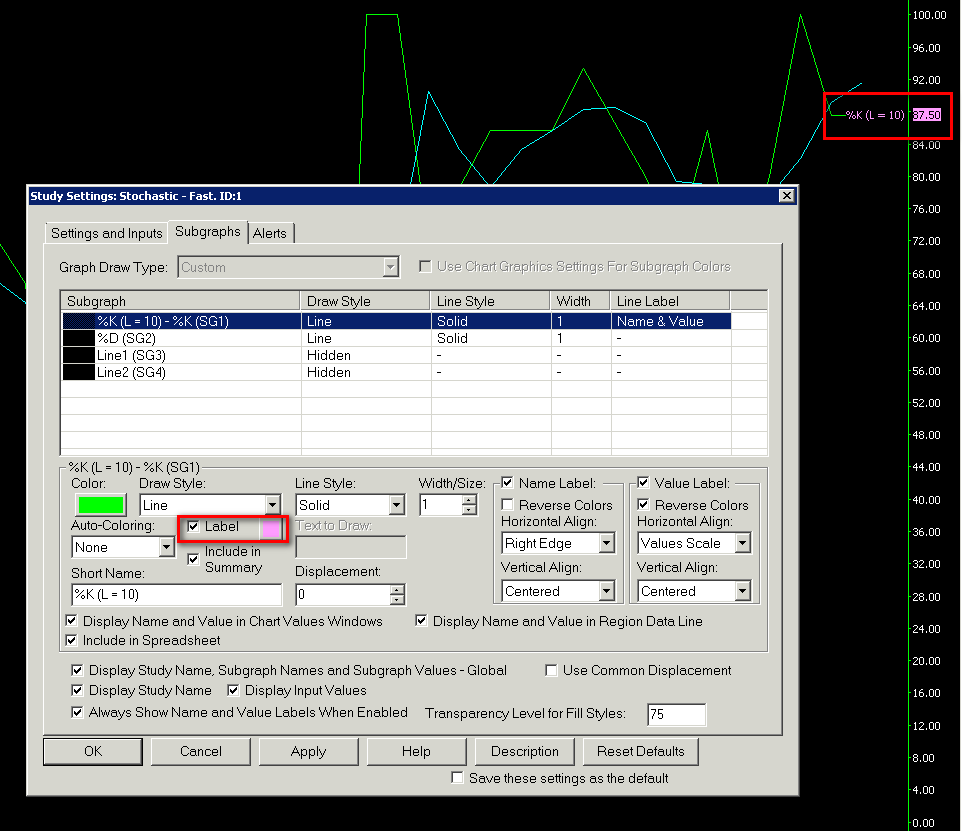 100.00
96.00
92.00
%K (L = 10) 87.50
84.00
80.00
Study Settings: Stochastic - Fast. ID:1
76.00
Settings and Inputs Subgraphs Alerts
72.00
Graph Draw Type: Custom Use Chart Graphics Settings For Subgraph Colors
68.00
Subgraph Draw Style Line Style Width Line Label
64.00
%K (L = 10) - %K (SG1) Line Solid 1 Name & Value
%D (SG2) Line Solid 1 -
60.00
Line1 (SG3) Hidden - - -
Line2 (SG4) Hidden - - -
56.00
52.00
48.00
44.00
%K (L = 10) - %K (SG1)
Color: Draw Style: Line Style: Width/Size: Name Label: Value Label:
40.00
Line Solid 1 Reverse Colors Reverse Colors
Auto-Coloring: Label Text to Draw: Horizontal Align: Horizontal Align:
36.00
None Right Edge Values Scale
Include in
Summary
32.00
Short Name: Displacement: Vertical Align: Vertical Align:
%K (L = 10) 0 Centered Centered
28.00
Display Name and Value in Chart Values Windows Display Name and Value in Region Data Line
24.00
Include in Spreadsheet
20.00
Display Study Name, Subgraph Names and Subgraph Values - Global Use Common Displacement
Display Study Name Display Input Values
16.00
Always Show Name and Value Labels When Enabled Transparency Level for Fill Styles: 75
12.00
OK Cancel Apply Help Description Reset Defaults
8.00
Save these settings as the default
4.00
0.00